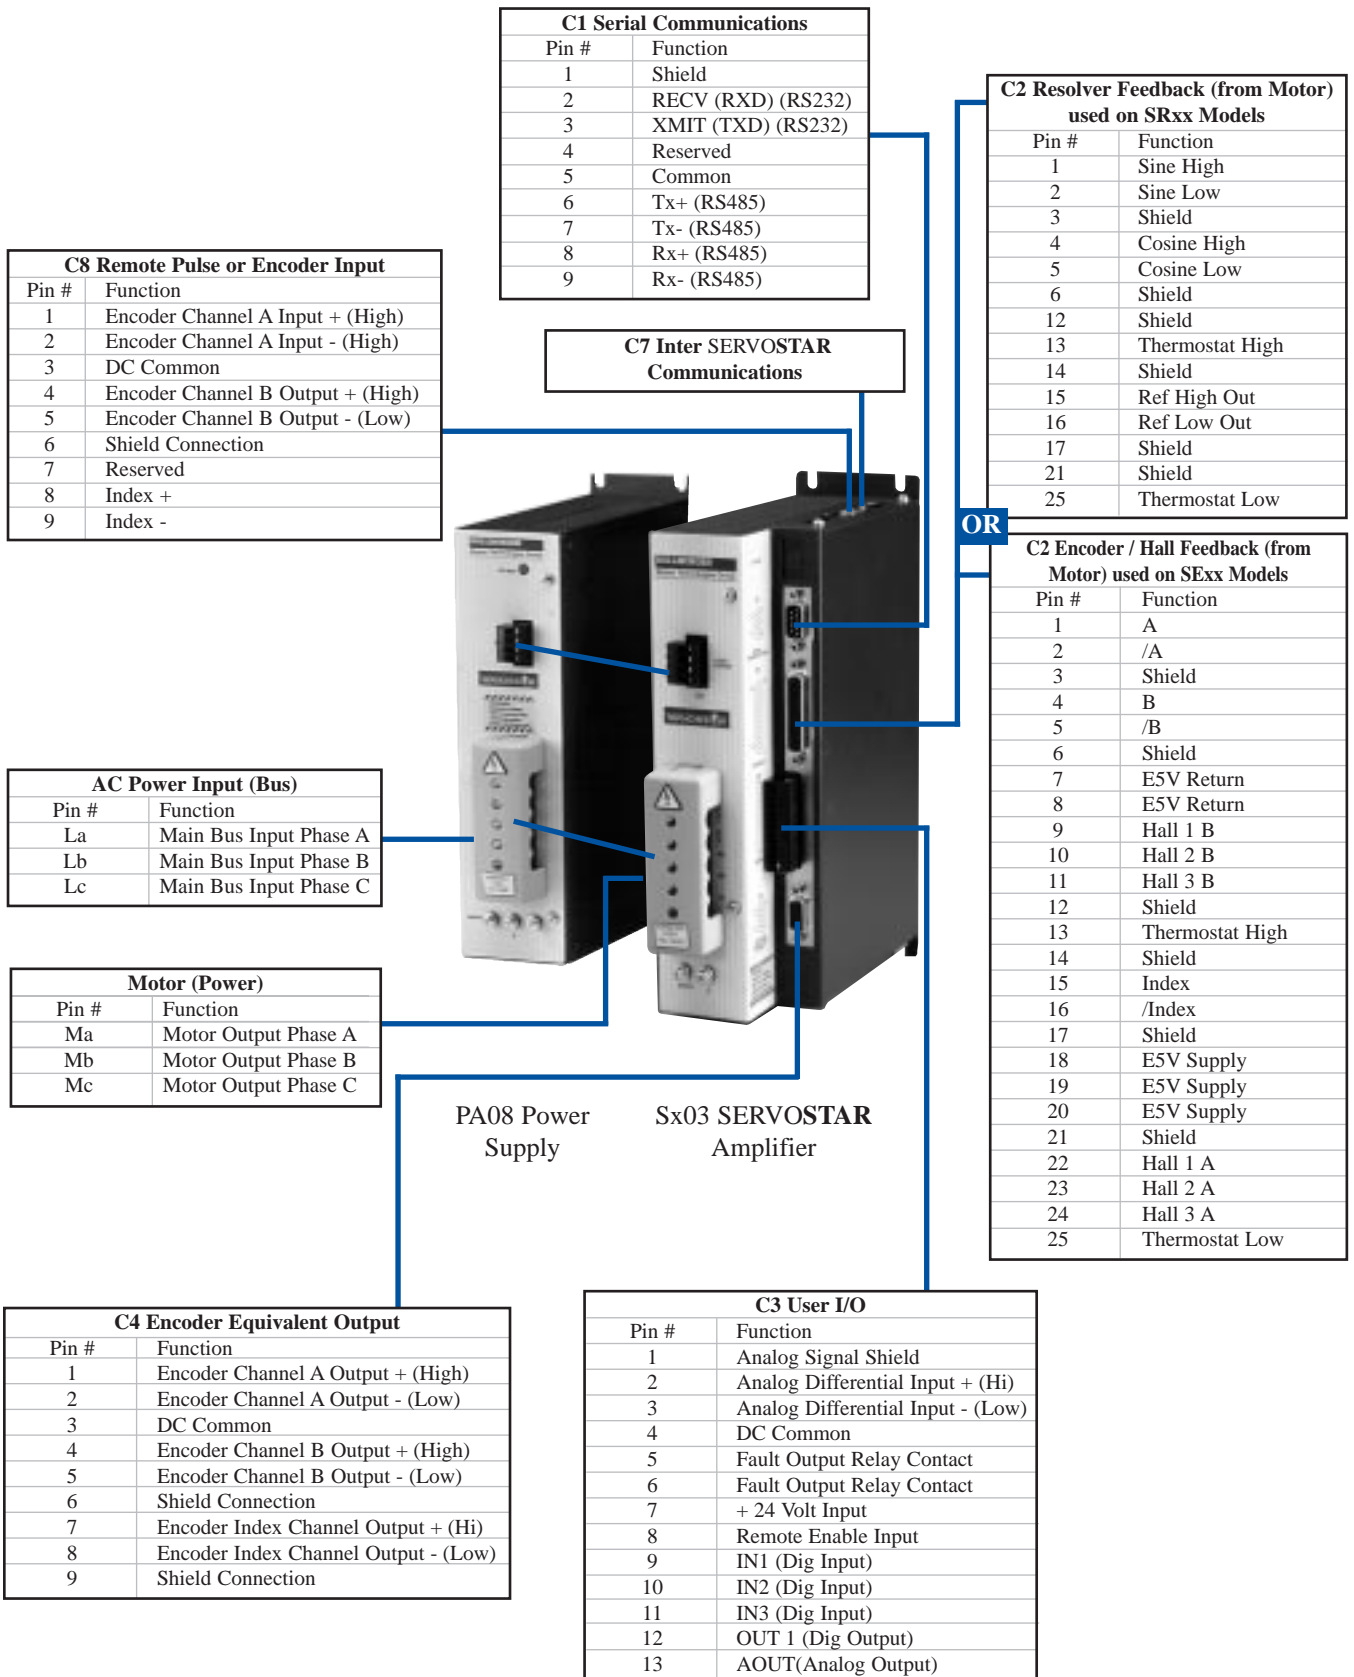 C1 Serial Communications
Pin # Function
1 Shield
2 RECV (RXD) (RS232)
3 XMIT (TXD) (RS232)
4 Reserved
5 Common
6 Tx+ (RS485)
7 Tx- (RS485)
8 Rx+ (RS485)
9 Rx- (RS485)
C2 Resolver Feedback (from Motor)
used on SRxx Models
Pin # Function
1 Sine High
2 Sine Low
3 Shield
4 Cosine High
5 Cosine Low
6 Shield
12 Shield
13 Thermostat High
14 Shield
15 Ref High Out
16 Ref Low Out
17 Shield
21 Shield
25 Thermostat Low
C8 Remote Pulse or Encoder Input
Pin # Function
1 Encoder Channel A Input + (High)
2 Encoder Channel A Input - (High)
3 DC Common
4 Encoder Channel B Output + (High)
5 Encoder Channel B Output - (Low)
6 Shield Connection
7 Reserved
8 Index +
9 Index -
C7 Inter SERVOSTAR
Communications
OR
C2 Encoder / Hall Feedback (from
Motor) used on SExx Models
Pin # Function
1 A
2 /A
3 Shield
4 B
5 /B
6 Shield
7 E5V Return
8 E5V Return
9 Hall 1 B
10 Hall 2 B
11 Hall 3 B
12 Shield
13 Thermostat High
14 Shield
15 Index
16 /Index
17 Shield
18 E5V Supply
19 E5V Supply
20 E5V Supply
21 Shield
22 Hall 1 A
23 Hall 2 A
24 Hall 3 A
25 Thermostat Low
AC Power Input (Bus)
Pin # Function
La Main Bus Input Phase A
Lb Main Bus Input Phase B
Lc Main Bus Input Phase C
Motor (Power)
Pin # Function
Ma Motor Output Phase A
Mb Motor Output Phase B
Mc Motor Output Phase C
PA08 Power
Supply
Sx03 SERVOSTAR
Amplifier
C4 Encoder Equivalent Output
Pin # Function
1 Encoder Channel A Output + (High)
2 Encoder Channel A Output - (Low)
3 DC Common
4 Encoder Channel B Output + (High)
5 Encoder Channel B Output - (Low)
6 Shield Connection
7 Encoder Index Channel Output + (Hi)
8 Encoder Index Channel Output - (Low)
9 Shield Connection
C3 User I/O
Pin # Function
1 Analog Signal Shield
2 Analog Differential Input + (Hi)
3 Analog Differential Input - (Low)
4 DC Common
5 Fault Output Relay Contact
6 Fault Output Relay Contact
7 + 24 Volt Input
8 Remote Enable Input
9 IN1 (Dig Input)
10 IN2 (Dig Input)
11 IN3 (Dig Input)
12 OUT 1 (Dig Output)
13 AOUT(Analog Output)